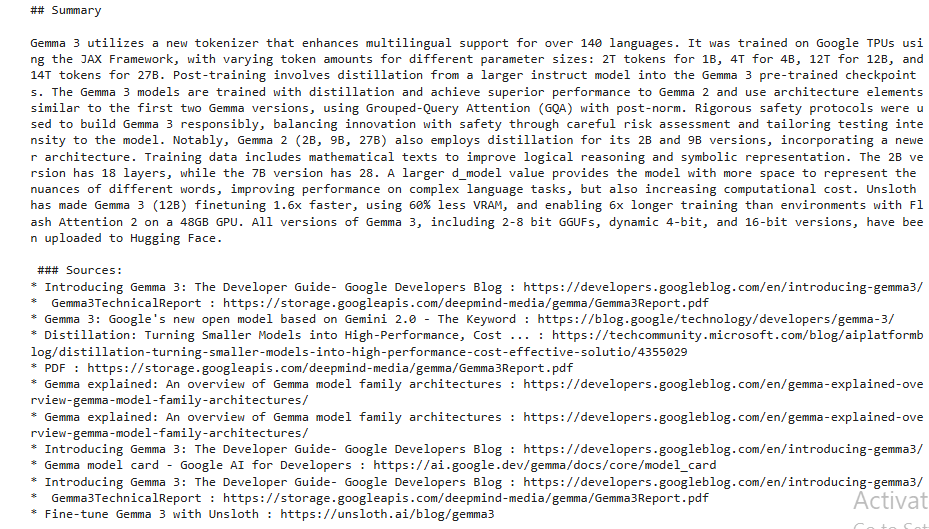 ## Summary
Gemma 3 utilizes a new tokenizer that enhances multilingual support for over 140 languages. It was trained on Google TPUs usi
ng the JAX Framework, with varying token amounts for different parameter sizes: 2T tokens for 1B, 4T for 4B, 12T for 12B, and
14T tokens for 27B. Post-training involves distillation from a larger instruct model into the Gemma 3 pre-trained checkpoint
s. The Gemma 3 models are trained with distillation and achieve superior performance to Gemma 2 and use architecture elements
similar to the first two Gemma versions, using Grouped-Query Attention (GQA) with post-norm. Rigorous safety protocols were u
sed to build Gemma 3 responsibly, balancing innovation with safety through careful risk assessment and tailoring testing inte
nsity to the model. Notably, Gemma 2 (2B, 9B, 27B) also employs distillation for its 2B and 9B versions, incorporating a newe
r architecture. Training data includes mathematical texts to improve logical reasoning and symbolic representation. The 2B ve
rsion has 18 layers, while the 7B version has 28. A larger d_model value provides the model with more space to represent the
nuances of different words, improving performance on complex language tasks, but also increasing computational cost. Unsloth
has made Gemma 3 (12B) finetuning 1.6x faster, using 60% less VRAM, and enabling 6x longer training than environments with Fl
ash Attention 2 on a 48GB GPU. All versions of Gemma 3, including 2-8 bit GGUFs, dynamic 4-bit, and 16-bit versions, have bee
n uploaded to Hugging Face.
### Sources:
* Introducing Gemma 3: The Developer Guide- Google Developers Blog : https://developers.googleblog.com/en/introducing-gemma3/
*  Gemma3TechnicalReport : https://storage.googleapis.com/deepmind-media/gemma/Gemma3Report.pdf
* Gemma 3: Google's new open model based on Gemini 2.0 - The Keyword : https://blog.google/technology/developers/gemma-3/
* Distillation: Turning Smaller Models into High-Performance, Cost ... : https://techcommunity.microsoft.com/blog/aiplatformb
log/distillation-turning-smaller-models-into-high-performance-cost-effective-solutio/4355029
* PDF : https://storage.googleapis.com/deepmind-media/gemma/Gemma3Report.pdf
* Gemma explained: An overview of Gemma model family architectures : https://developers.googleblog.com/en/gemma-explained-ove
rview-gemma-model-family-architectures/
* Gemma explained: An overview of Gemma model family architectures : https://developers.googleblog.com/en/gemma-explained-ove
rview-gemma-model-family-architectures/
* Introducing Gemma 3: The Developer Guide- Google Developers Blog : https://developers.googleblog.com/en/introducing-gemma3/
* Gemma model card - Google AI for Developers : https://ai.google.dev/gemma/docs/core/model_card
* Introducing Gemma 3: The Developer Guide- Google Developers Blog : https://developers.googleblog.com/en/introducing-gemma3/
*  Gemma3TechnicalReport : https://storage.googleapis.com/deepmind-media/gemma/Gemma3Report.pdf
* Fine-tune Gemma 3 with Unsloth : https://unsloth.ai/blog/gemma3
Activat